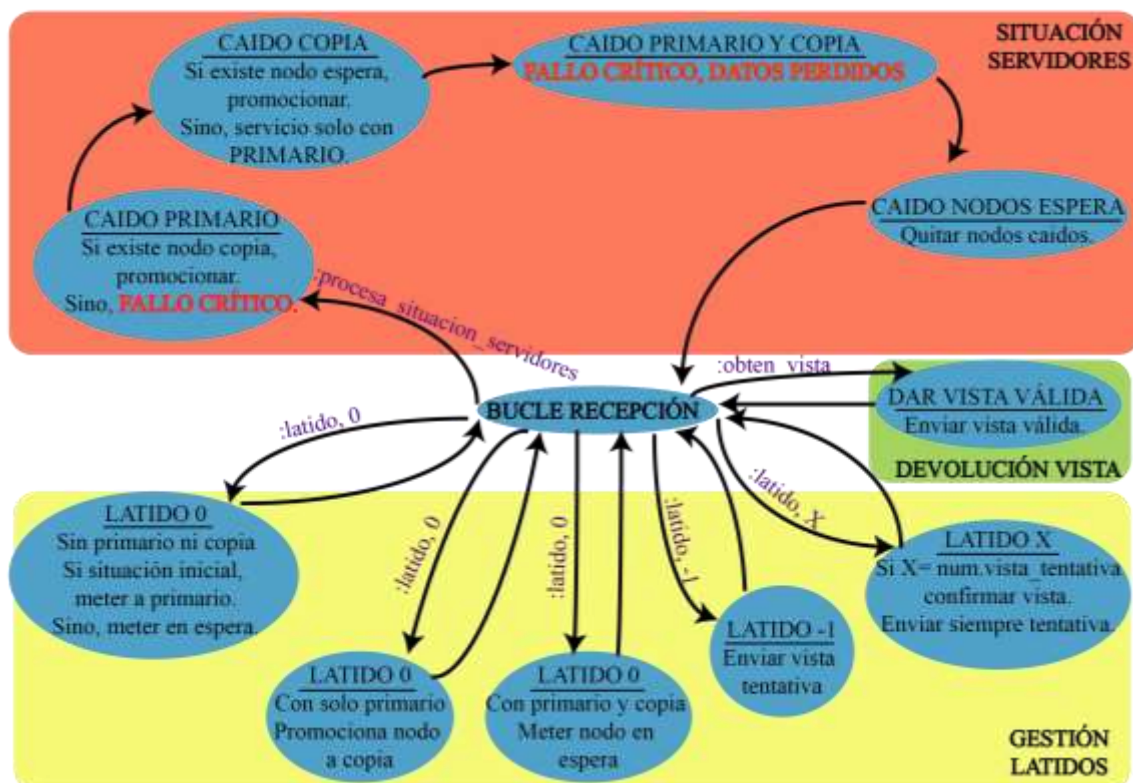 SITUACIÓN
SERVIDORES
CAIDO COPIA
Si existe nodo espera,
promocionar.
Sino, servicio solo con
PRIMARIO.
CAIDO PRIMARIO Y COPIA
FALLO CRÍTICO, DATOS PERDIDOS
CAIDO PRIMARIO
Si existe nodo copia,
promocionar.
Sino, FALLO CRÍTICO.
CAIDO NODOS ESPERA
Quitar nodos caidos.
:procesa_situacion_servidores
:obten_vista
BUCLE RECEPCIÓN
DAR VISTA VÁLIDA
Enviar vista válida.
DEVOLUCIÓN VISTA
:latido, 0
:latido, 0
:latido, 0
:latido, -1
:latido, X
LATIDO 0
Sin primario ni copia
Si situación inicial,
meter a primario.
Sino, meter en espera.
LATIDO 0
Con solo primario
Promociona nodo
a copia
LATIDO 0
Con primario y copia
Meter nodo en
espera
LATIDO -1
Enviar vista
tentativa
LATIDO X
Si X= num.vista_tentativa
confirmar vista.
Enviar siempre tentativa.
GESTIÓN
LATIDOS